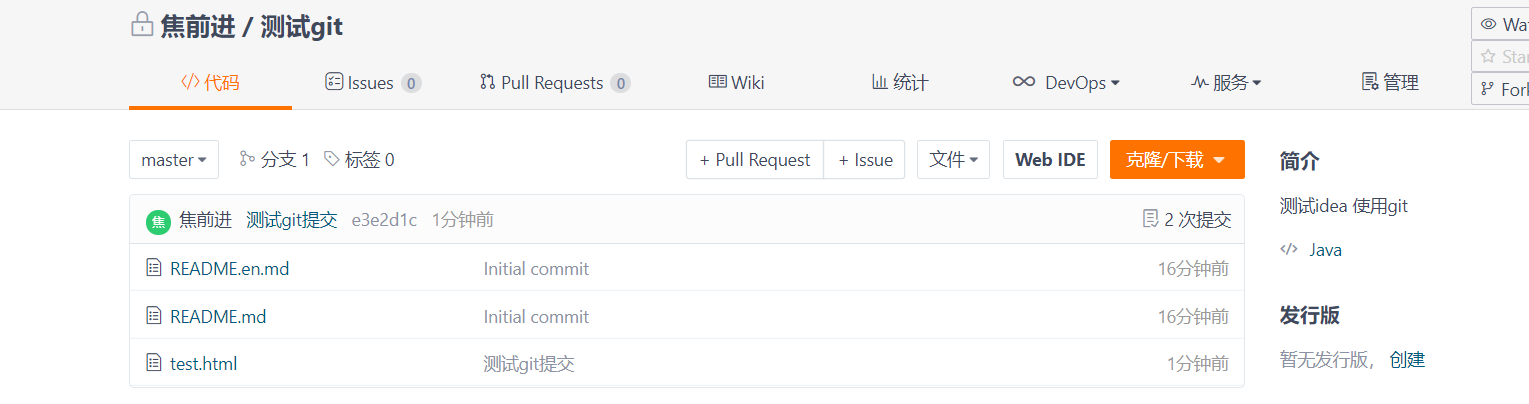 焦前进 / 测试git
Wat
Star
Fork
代码 Issues 0 Pull Requests 0 Wiki 统计 DevOps 服务 管理
master 分支 1 标签 0 + Pull Request + Issue 文件 Web IDE 克隆/下载
焦 焦前进 测试git提交 e3e2d1c 1分钟前 2 次提交
README.en.md Initial commit 16分钟前
README.md Initial commit 16分钟前
test.html 测试git提交 1分钟前
简介
测试idea 使用git
Java
发行版
暂无发行版， 创建